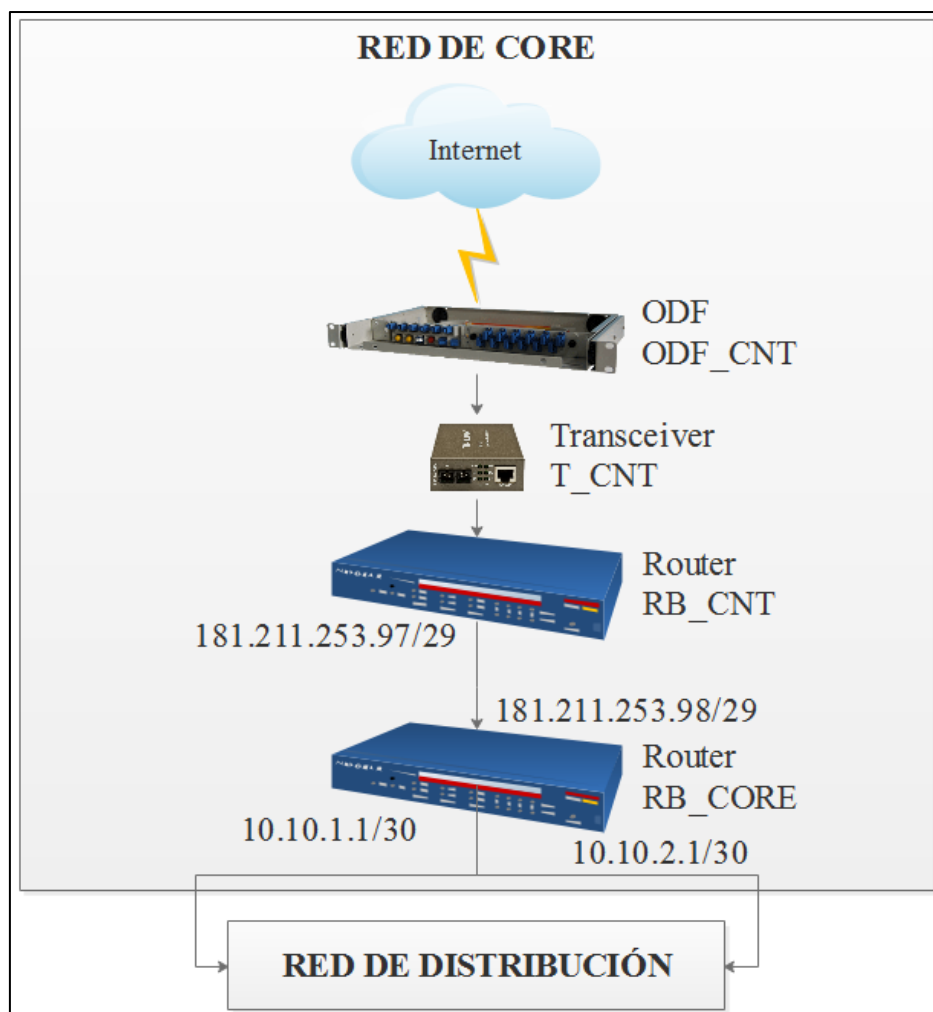 RED DE CORE
Internet
ODF
ODF_CNT
Transceiver
T_CNT
Router
RB_CNT
181.211.253.97/29
181.211.253.98/29
Router
RB_CORE
10.10.1.1/30
10.10.2.1/30
RED DE DISTRIBUCIÓN